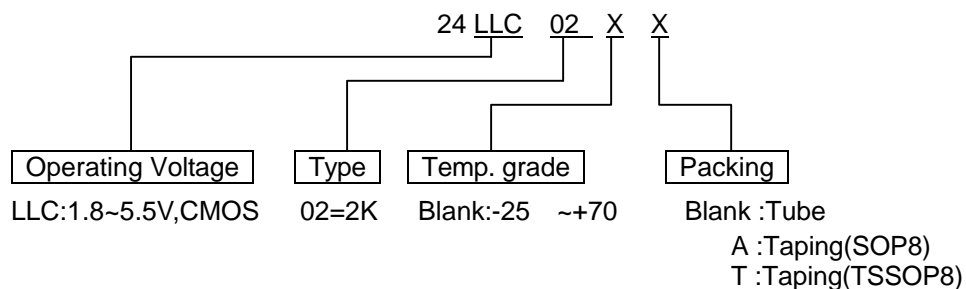 24 LLC 02 X X
Operating Voltage Type Temp. grade Packing
LLC:1.8~5.5V,CMOS 02=2K Blank:-25 ~+70 Blank :Tube
A :Taping(SOP8)
T :Taping(TSSOP8)